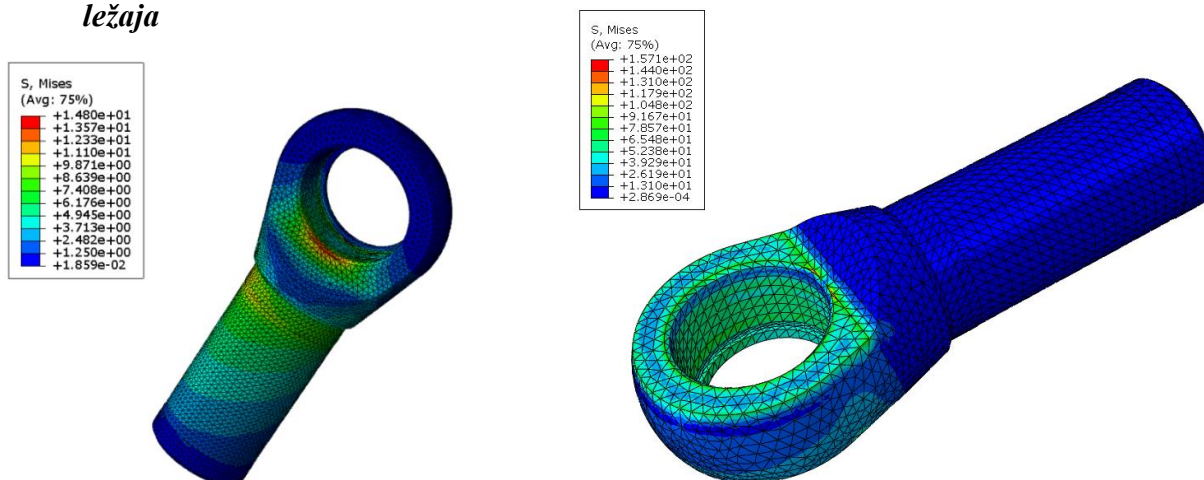 ležaja
S, Mises
(Avg: 75%)
+1.480e+01
+1.357e+01
+1.233e+01
+1.110e+01
+9.871e+00
+8.639e+00
+7.408e+00
+6.176e+00
+4.945e+00
+3.713e+00
+2.482e+00
+1.250e+00
+1.859e-02
S, Mises
(Avg: 75%)
+1.571e+02
+1.440e+02
+1.310e+02
+1.179e+02
+1.048e+02
+9.167e+01
+7.857e+01
+6.548e+01
+5.238e+01
+3.929e+01
+2.619e+01
+1.310e+01
+2.869e-04